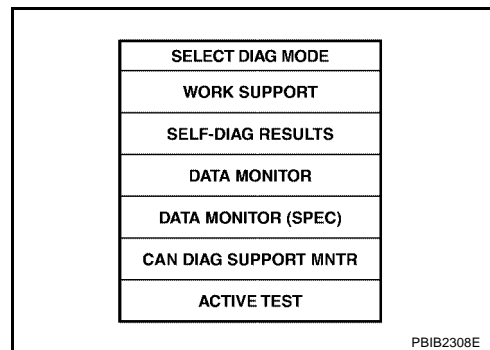 SELECT DIAG MODE
WORK SUPPORT
SELF-DIAG RESULTS
DATA MONITOR
DATA MONITOR (SPEC)
CAN DIAG SUPPORT MNTR
ACTIVE TEST
PBIB2308E